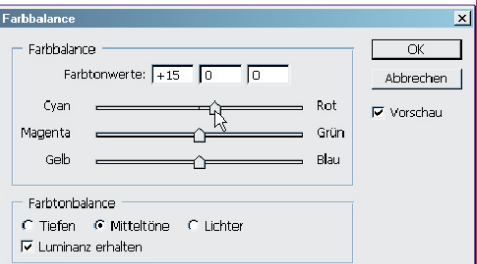 Farbbalance
Farbbalance
Farbtonwerte: +15 0 0
Cyan Rot
Magenta Grün
Gelb Blau
OK
Abbrechen
Vorschau
Farbtonbalance
Tiefen Mitteltöne Lichter
Luminanz erhalten